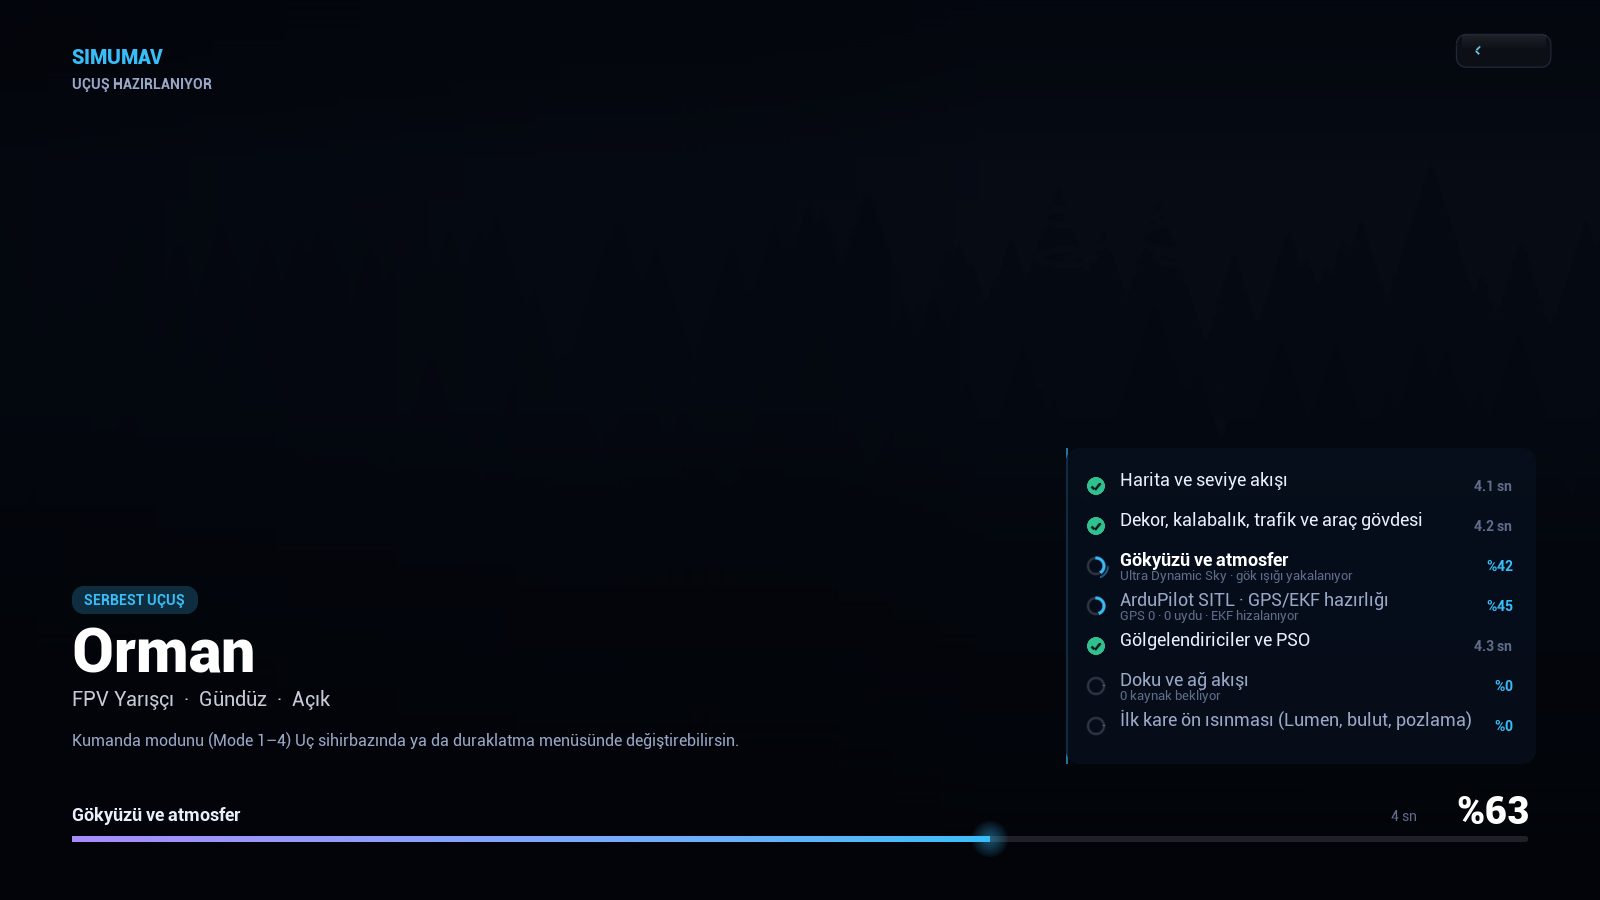 SIMUMAV
UÇUŞ HAZIRLANIYOR
Harita ve seviye akışı 4.1 sn
Dekor, kalabalık, trafik ve araç gövdesi 4.2 sn
Gökyüzü ve atmosfer %42
Ultra Dynamic Sky · gök ışığı yakalanıyor
ArduPilot SITL · GPS/EKF hazırlığı %45
GPS 0 · 0 uydu · EKF hizalanıyor
Gölgelendiriciler ve PSO 4.3 sn
Doku ve ağ akışı %0
0 kaynak bekliyor
İlk kare ön ısınması (Lumen, bulut, pozlama) %0
SERBEST UÇUŞ
Orman
FPV Yarışçı · Gündüz · Açık
Kumanda modunu (Mode 1–4) Uç sihirbazında ya da duraklatma menüsünde değiştirebilirsin.
Gökyüzü ve atmosfer 4 sn %63